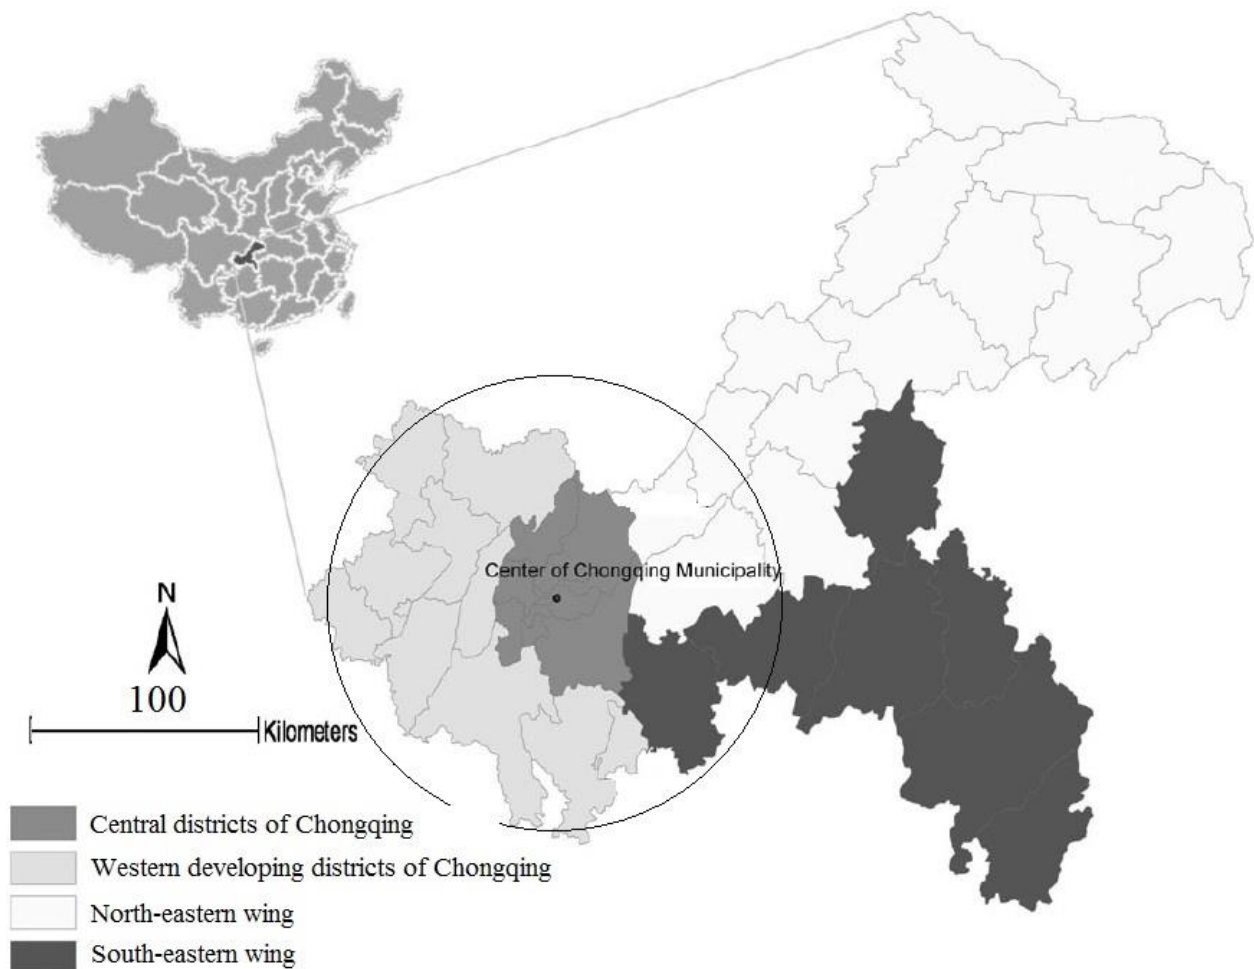 Center of Chongqing Municipality
N
100
Kilometers
Central districts of Chongqing
Western developing districts of Chongqing
North-eastern wing
South-eastern wing